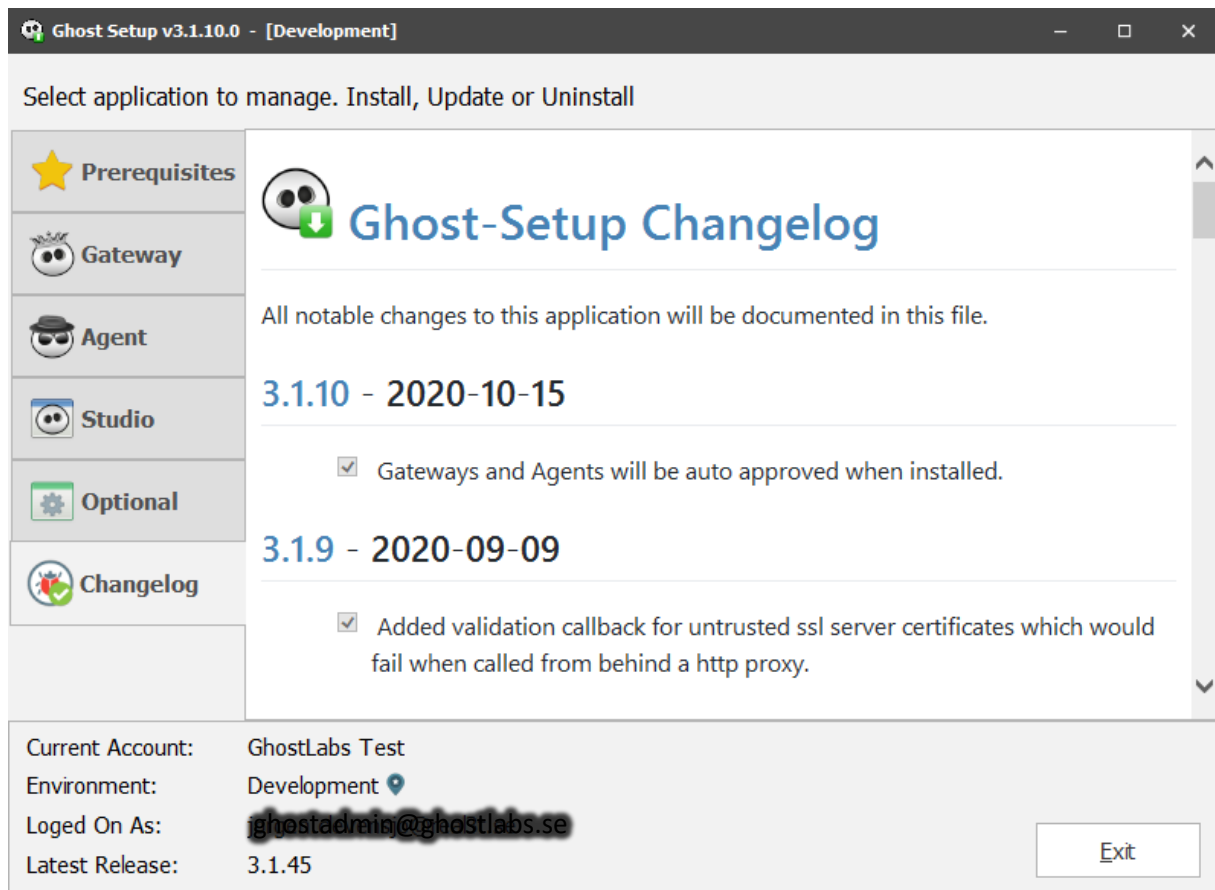 Ghost Setup v3.1.10.0 - [Development]
Select application to manage. Install, Update or Uninstall
Prerequisites
Gateway
Agent
Studio
Optional
Changelog
Ghost-Setup Changelog
All notable changes to this application will be documented in this file.
3.1.10 - 2020-10-15
Gateways and Agents will be auto approved when installed.
3.1.9 - 2020-09-09
Added validation callback for untrusted ssl server certificates which would
fail when called from behind a http proxy.
Current Account: GhostLabs Test
Environment: Development
Loged On As: ghostadmin@ghostlabs.se
Latest Release: 3.1.45
Exit